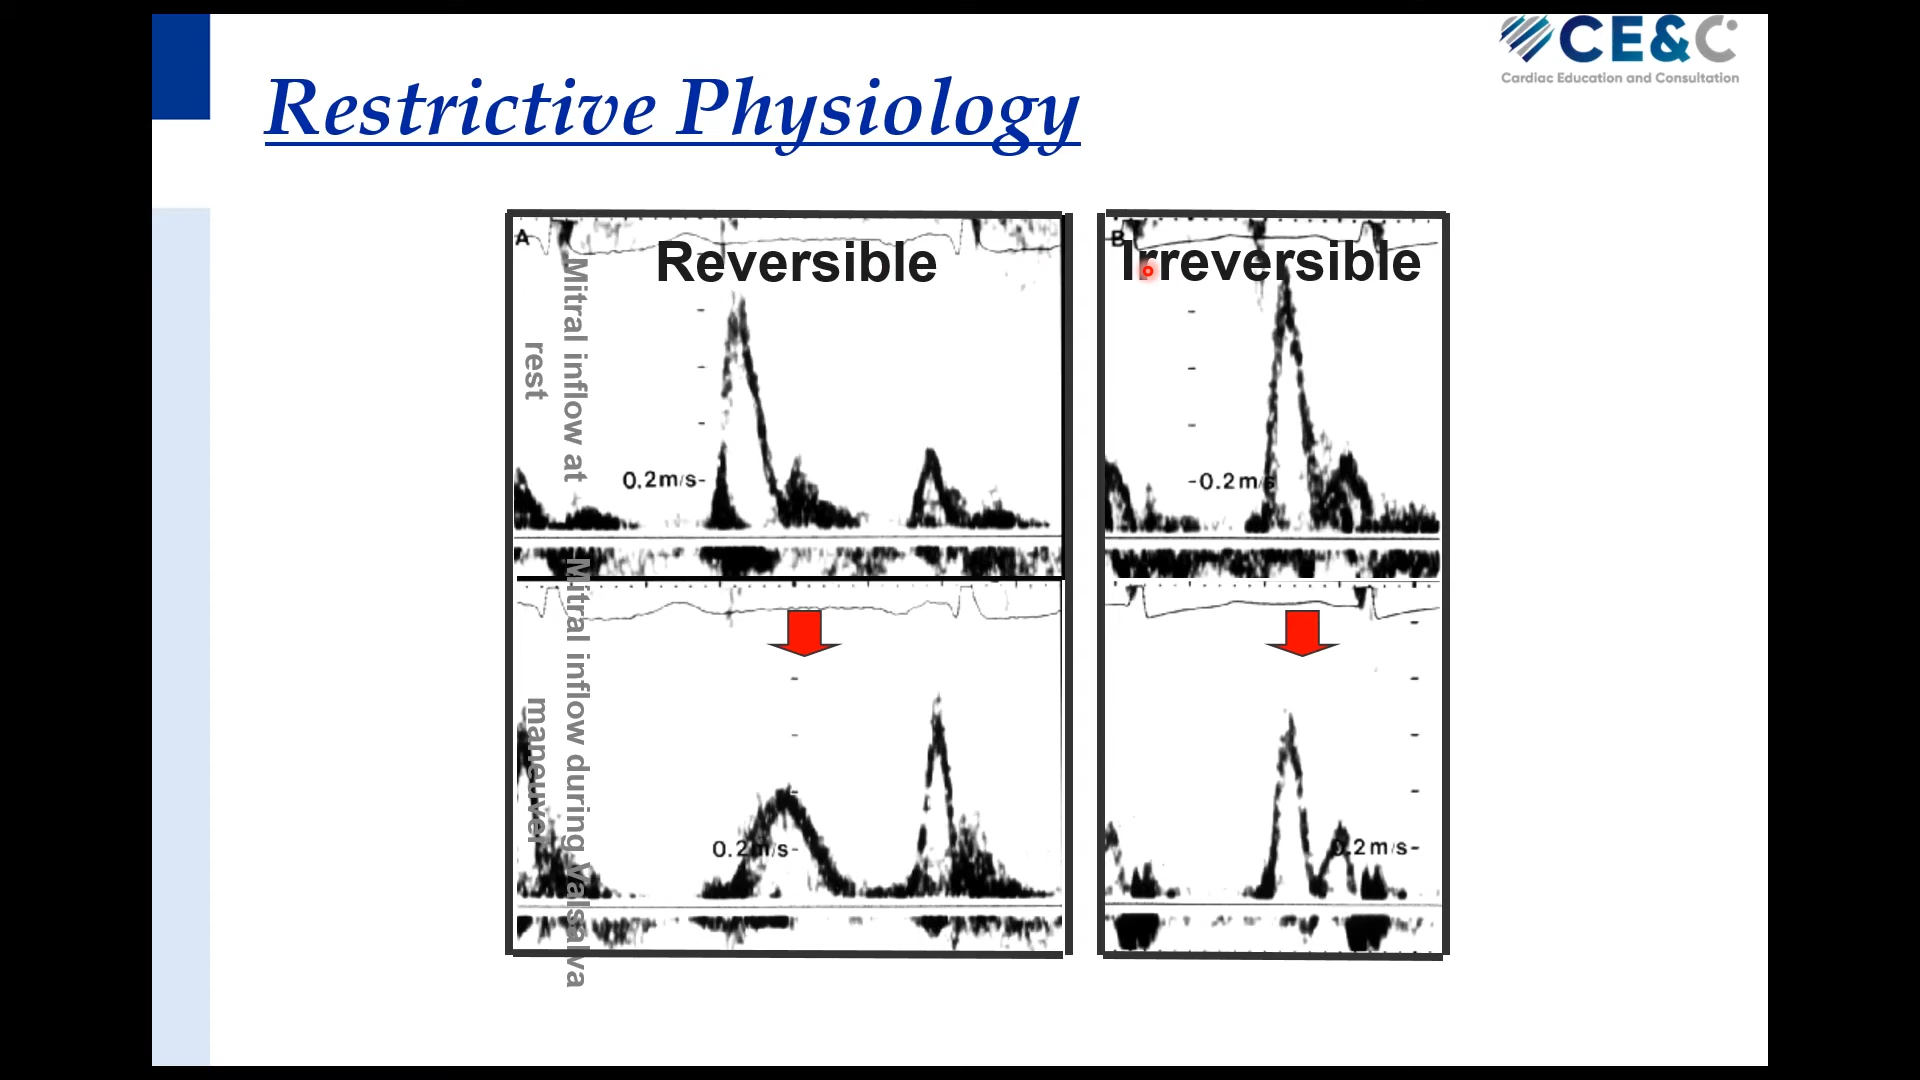 CE&C
Cardiac Education and Consultation
Restrictive Physiology
A
Reversible
Mitral inflow at
rest
0.2m/s-
B
Irreversible
-0.2m/s
Mitral inflow during Valsalva
maneuver
0.2m/s-
0.2m/s-